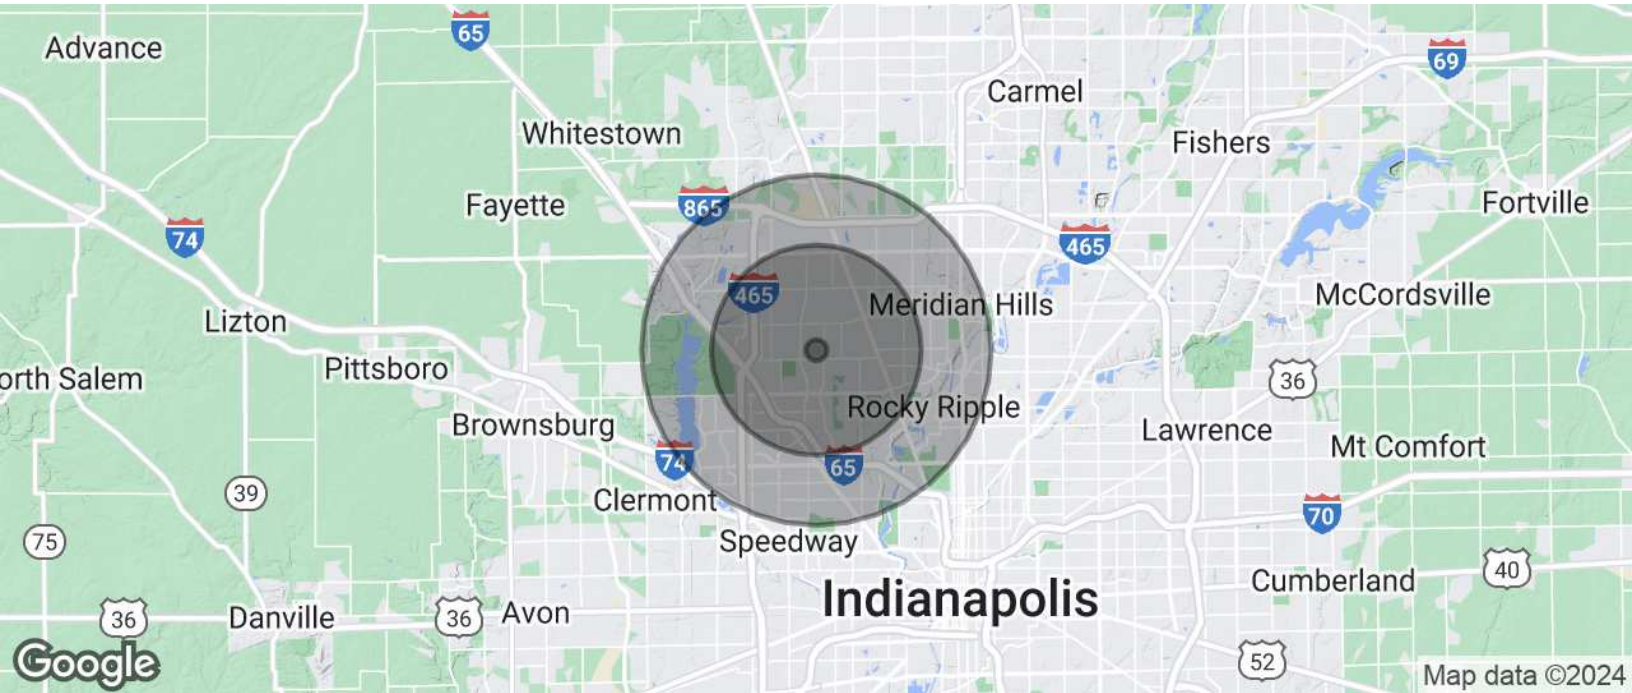 Advance
65
69
Carmel
Whitestown
Fishers
Fayette
865
Fortville
74
465
465
Meridian Hills
McCordsville
Lizton
Pittsboro
orth Salem
36
Rocky Ripple
Brownsburg
Lawrence
Mt Comfort
74
65
39
Clermont
70
75
Speedway
40
Indianapolis
Cumberland
36
Danville
36
Avon
Google
52
Map data ©2024